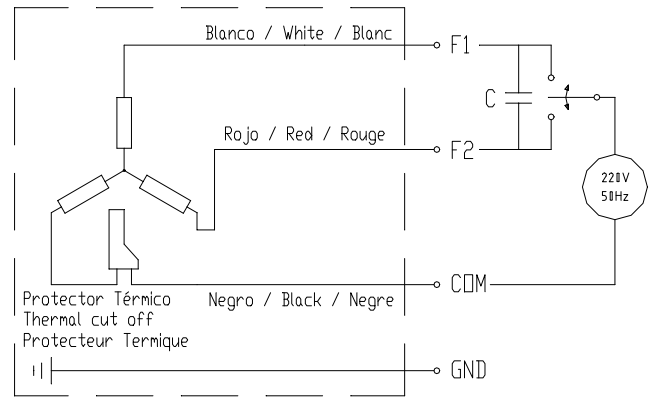 Blanco / White / Blanc
F1
C
Rojo / Red / Rouge
F2
220V
50Hz
Negro / Black / Negre
COM
Protector Térmico
Thermal cut off
Protecteur Termique
GND